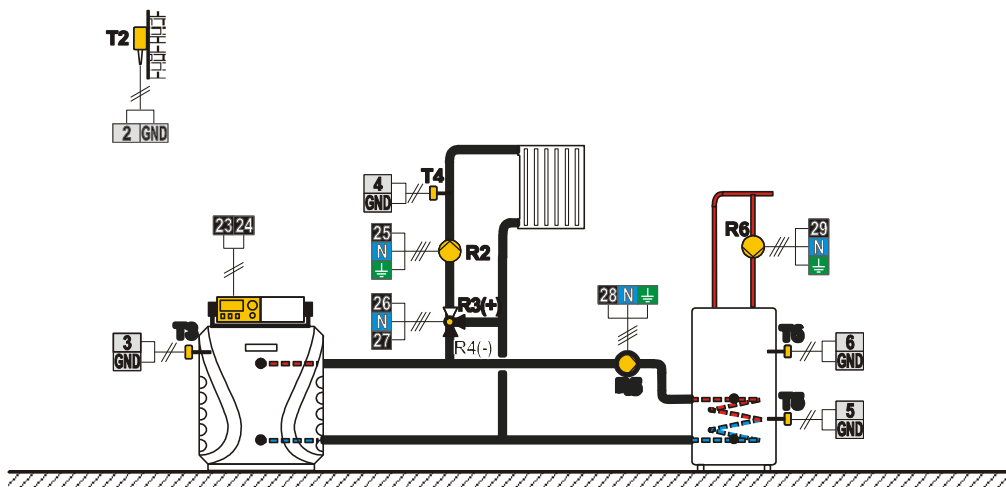 T2
2 GND
4
GND
T4
25
N
R2
26
N
27
R3(+)
R4(-)
23 24
3
GND
T3
28 N
R5
R6
29
N
T6
6
GND
T5
5
GND